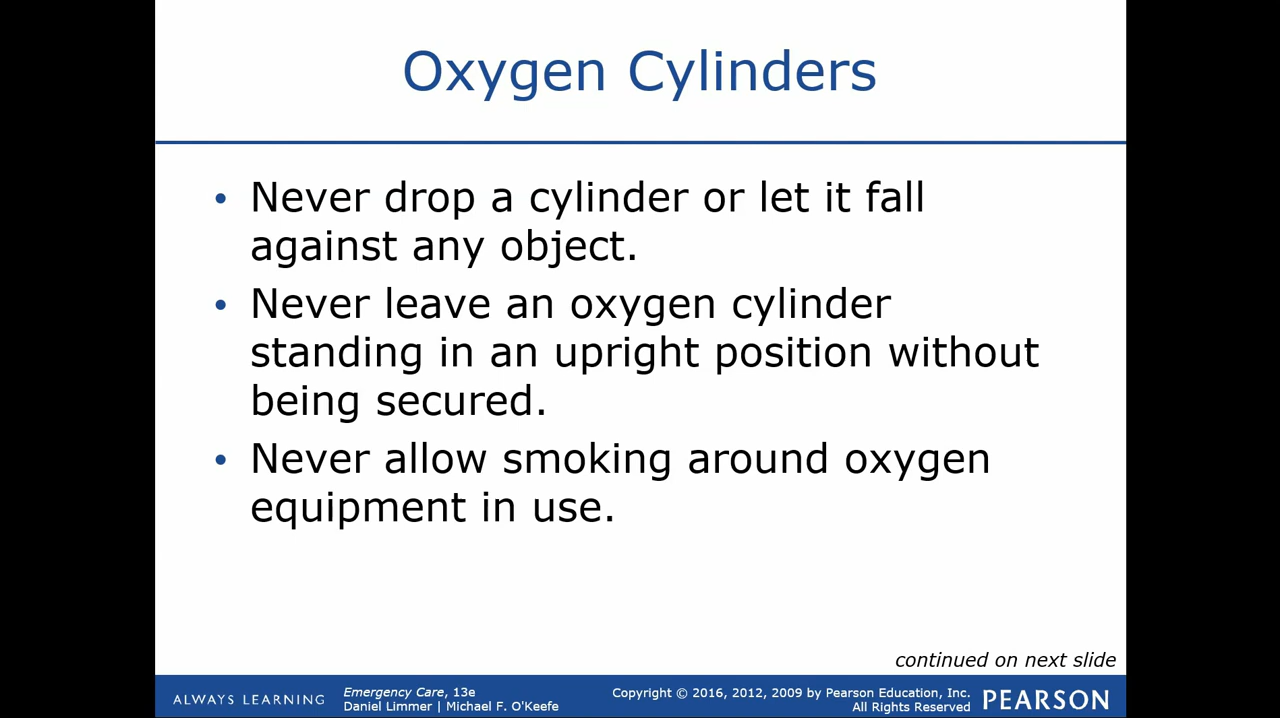 Oxygen Cylinders
• Never drop a cylinder or let it fall
against any object.
• Never leave an oxygen cylinder
standing in an upright position without
being secured.
• Never allow smoking around oxygen
equipment in use.
continued on next slide
ALWAYS LEARNING
Emergency Care, 13e
Daniel Limmer | Michael F. O'Keefe
Copyright © 2016, 2012, 2009 by Pearson Education, Inc.
All Rights Reserved
PEARSON